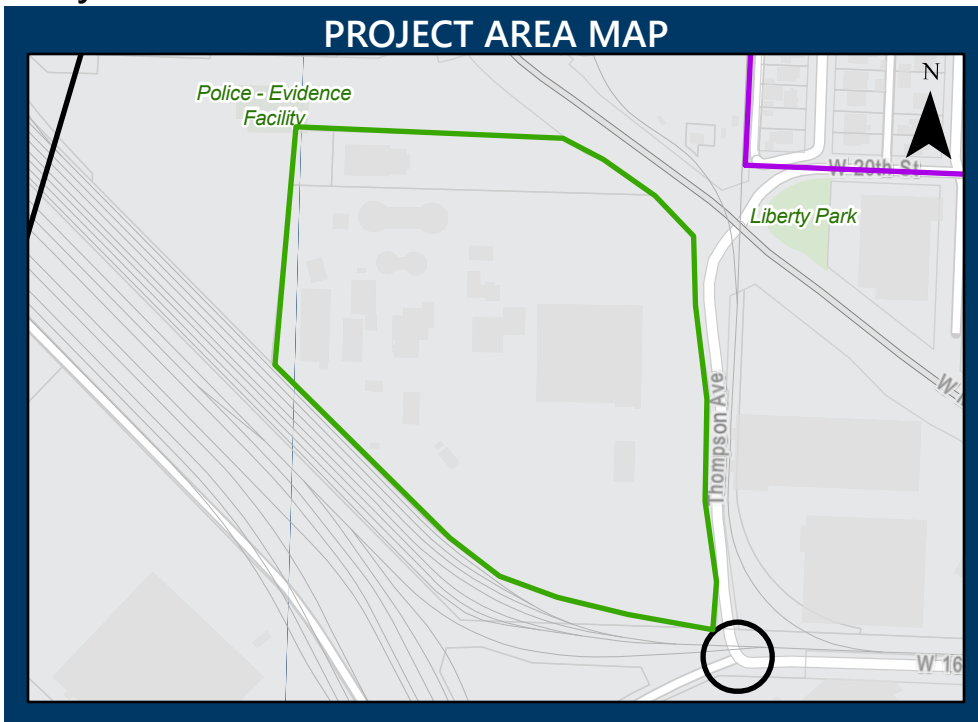 PROJECT AREA MAP
N
Police - Evidence
Facility
W 20th St
Liberty Park
Thompson Ave
W 16